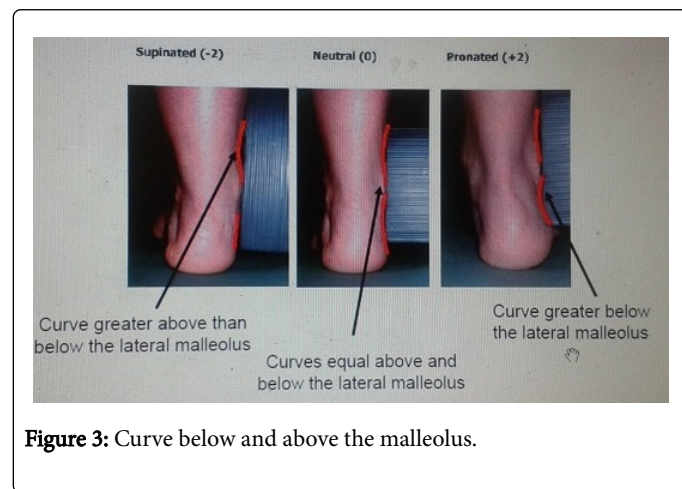 Supinated (-2)
Neutral (0)
Pronated (+2)
Curve greater above than
below the lateral malleolus
Curves equal above and
below the lateral malleolus
Curve greater below
the lateral malleolus
Figure 3: Curve below and above the malleolus.